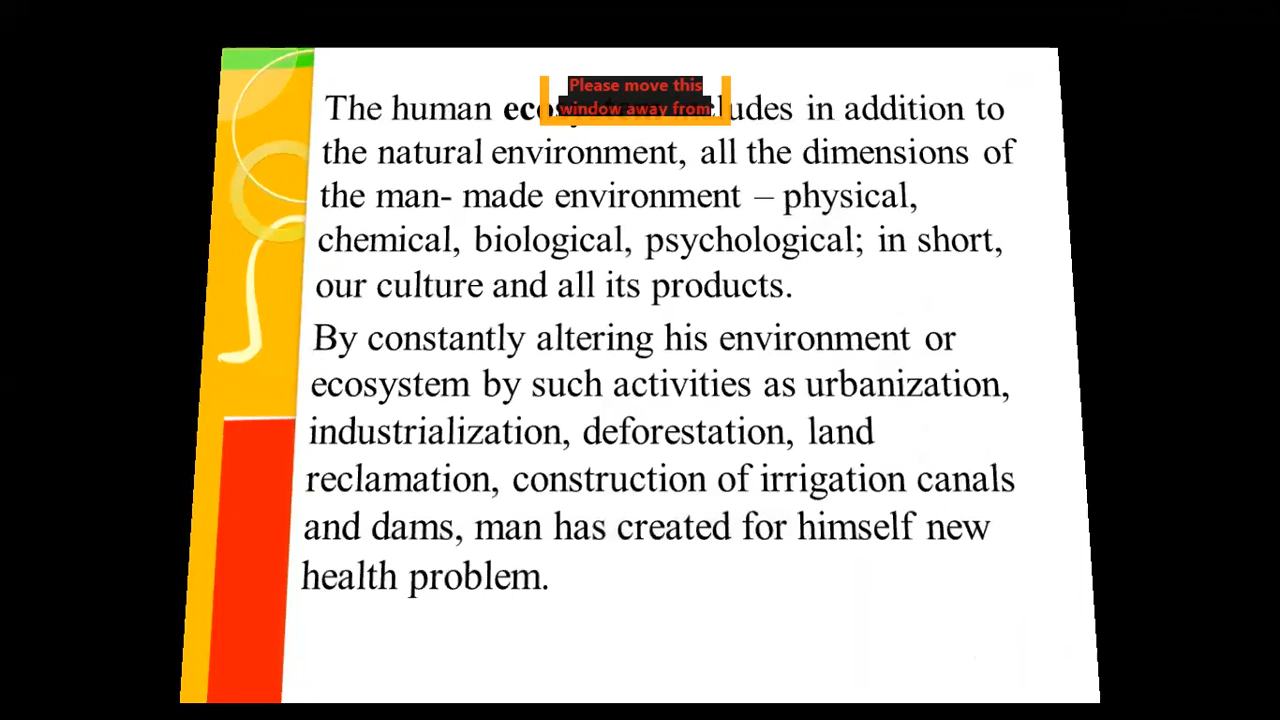 Please move this
window away from
The human ecosystem includes in addition to
the natural environment, all the dimensions of
the man- made environment – physical,
chemical, biological, psychological; in short,
our culture and all its products.
By constantly altering his environment or
ecosystem by such activities as urbanization,
industrialization, deforestation, land
reclamation, construction of irrigation canals
and dams, man has created for himself new
health problem.